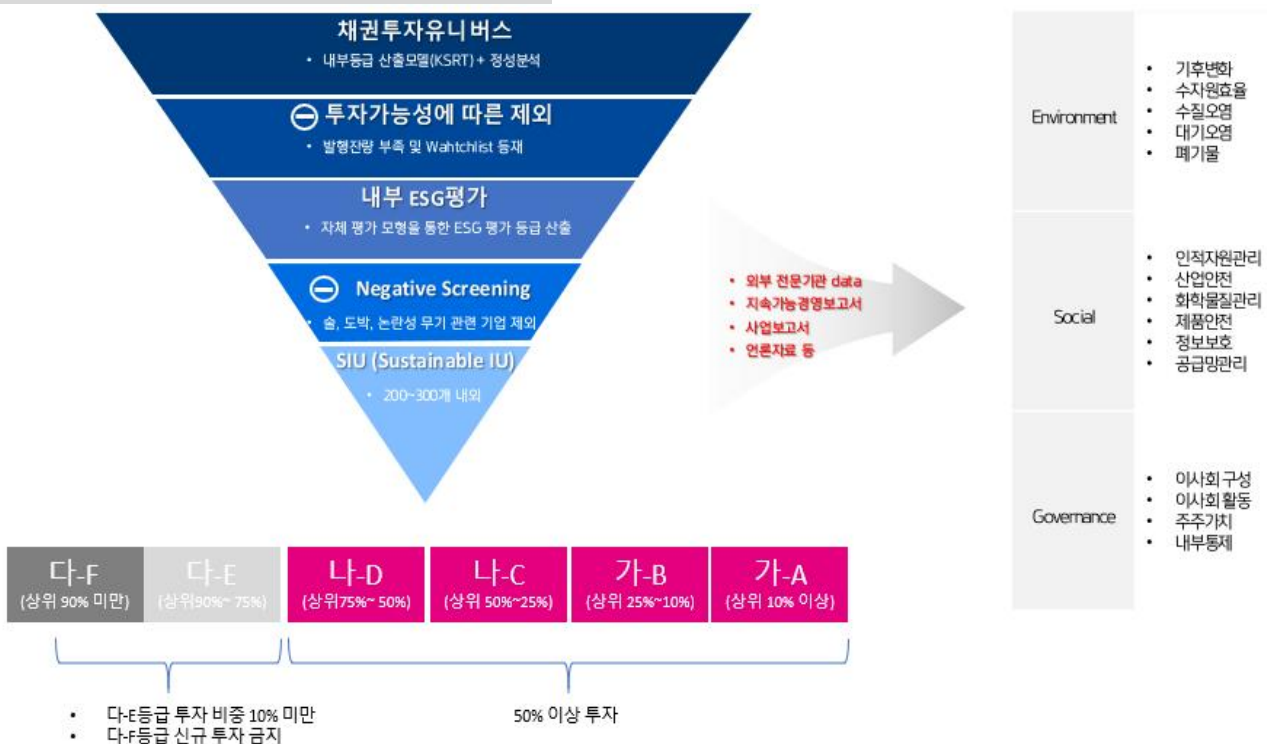 채권투자유니버스
• 내부등급 산출모델(KSRT) + 정성분석
투자가능성에 따른 제외
• 발행잔량 부족 및 Wahtchlist 등재
내부 ESG평가
• 자체 평가 모형을 통한 ESG 평가 등급 산출
Negative Screening
• 술, 도박, 논란성 무기 관련 기업 제외
SIU (Sustainable IU)
• 200~300개 내외
• 외부 전문기관 data
• 지속가능경영보고서
• 사업보고서
• 언론자료 등
Environment
• 기후변화
• 수자원효율
• 수질오염
• 대기오염
• 폐기물
Social
• 인적자원관리
• 산업안전
• 화학물질관리
• 제품안전
• 정보보호
• 공급망관리
Governance
• 이사회 구성
• 이사회 활동
• 주주가치
• 내부통제
다-F
(상위 90% 미만)
다-E
(상위90%~ 75%)
나-D
(상위75%~ 50%)
나-C
(상위 50%~25%)
가-B
(상위 25%~10%)
가-A
(상위 10% 이상)
• 다-E등급 투자 비중 10% 미만
• 다-F등급 신규 투자 금지
50% 이상 투자